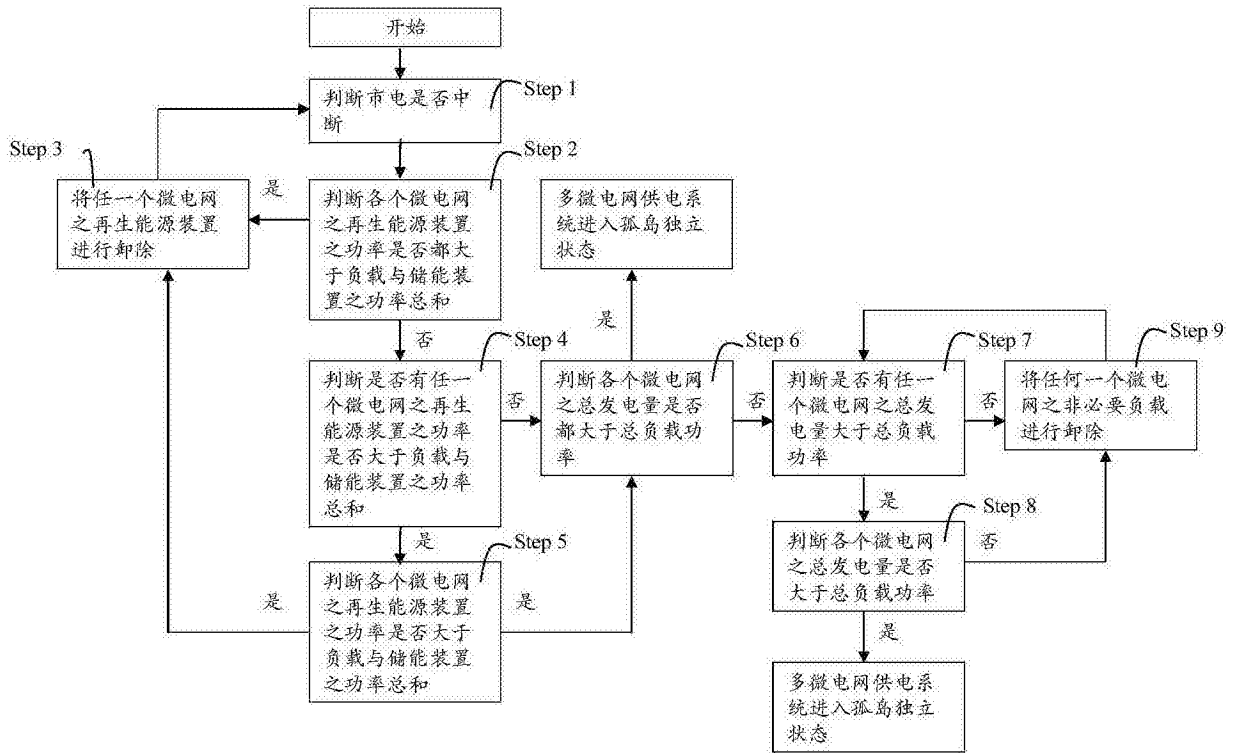 开始
判断市电是否中
断
Step 1
Step 3
将任一个微电网
之再生能源装置
进行卸除
是
Step 2
判断各个微电网
之再生能源装置
之功率是否都大
于负载与储能装
置之功率总和
多微电网供电系
统进入孤岛独立
状态
否
是
Step 4
判断是否有任一
个微电网之再生
能源装置之功率
是否大于负载与
储能装置之功率
总和
否
Step 6
判断各个微电网
之总发电量是否
都大于总负载功
率
否
Step 7
判断是否有任一
个微电网之总发
电量大于总负载
功率
否
Step 9
将任何一个微电
网之非必要负载
进行卸除
是
是
Step 5
判断各个微电网
之再生能源装置
之功率是否大于
负载与储能装置
之功率总和
是
是
Step 8
判断各个微电网
之总发电量是否
大于总负载功率
否
是
多微电网供电系
统进入孤岛独立
状态